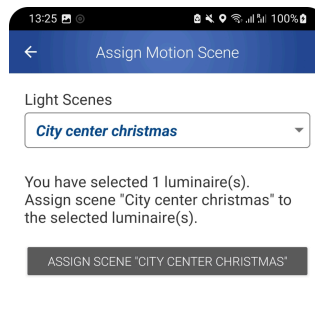 13:25 100%
Assign Motion Scene
Light Scenes
City center christmas
You have selected 1 luminaire(s).
Assign scene "City center christmas" to
the selected luminaire(s).
ASSIGN SCENE "CITY CENTER CHRISTMAS"